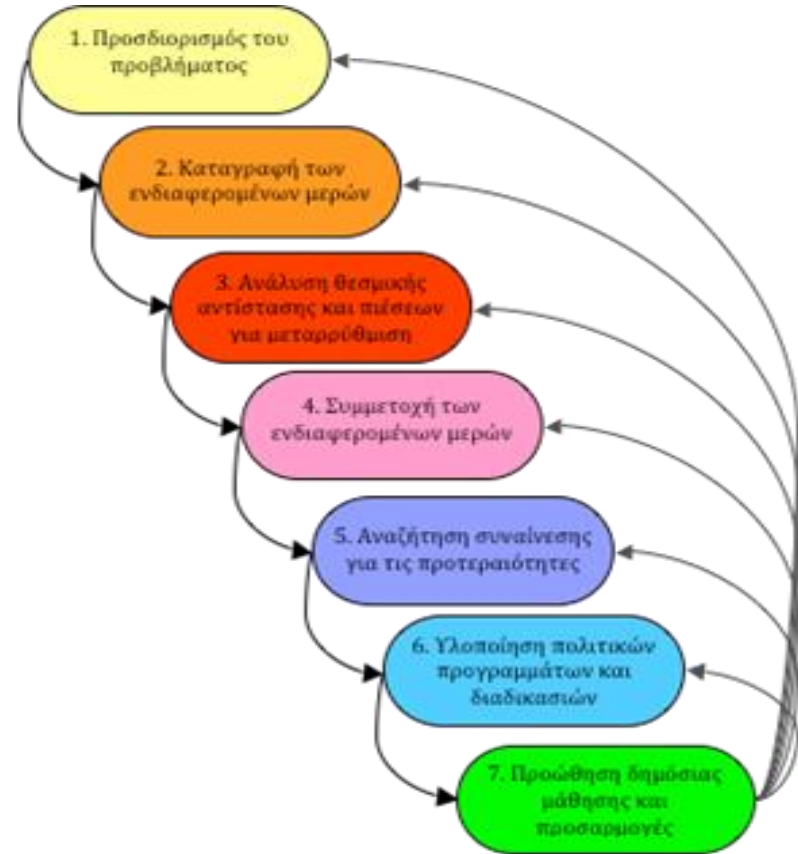 1. Προσδιορισμός του
προβλήματος
2. Καταγραφή των
ενδιαφερομένων μερών
3. Ανάλυση θεσμικής
αντίστασης και πιέσεων
για μεταρρύθμιση
4. Συμμετοχή των
ενδιαφερομένων μερών
5. Αναζήτηση συναίνεσης
για τις προτεραιότητες
6. Υλοποίηση πολιτικών
προγραμμάτων και
διαδικασιών
7. Προώθηση δημόσιας
μάθησης και
προσαρμογές